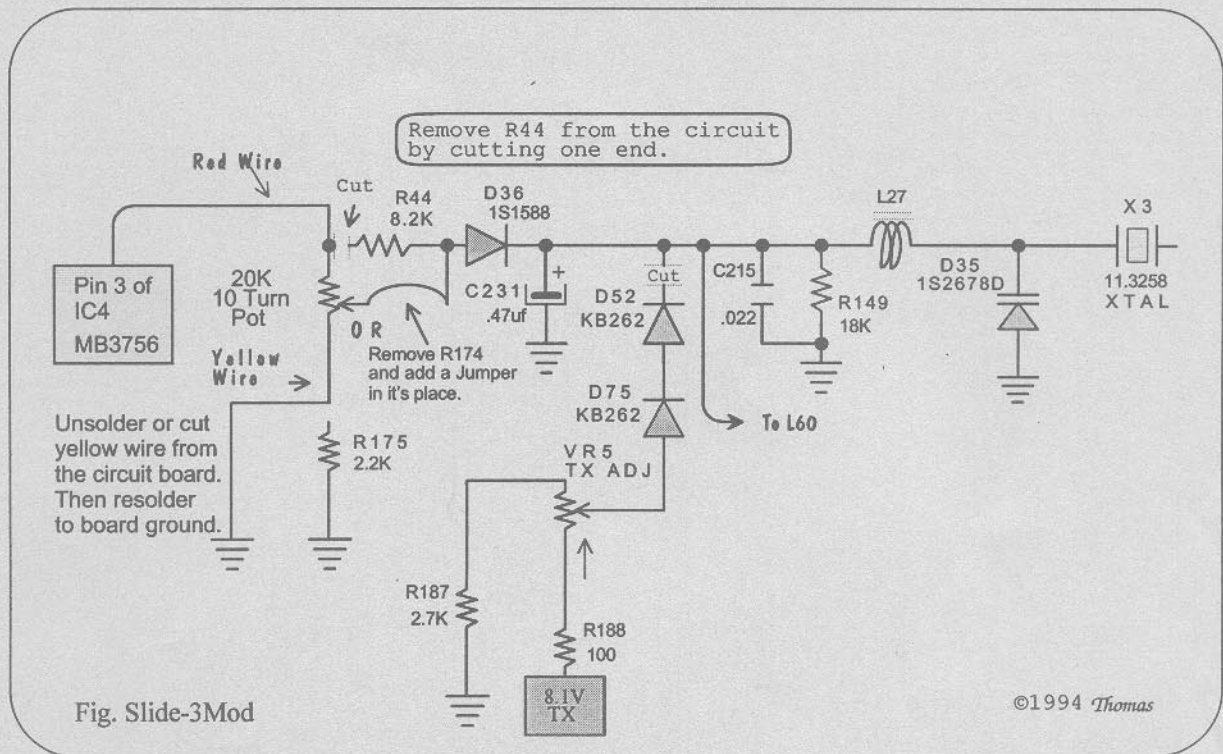 Remove R44 from the circuit
by cutting one end.
Red Wire
Cut
R44
8.2K
D36
1S1588
L27
X3
11.3258
XTAL
Pin 3 of
IC4
MB3756
20K
10 Turn
Pot
OR
Remove R174
and add a Jumper
in it's place.
+
C231
.47uf
Cut
D52
KB262
C215
.022
R149
18K
D35
1S2678D
Yellow
Wire
D75
KB262
To L60
Unsolder or cut
yellow wire from
the circuit board.
Then resolder
to board ground.
R175
2.2K
VR5
TX ADJ
R187
2.7K
R188
100
8.1V
TX
Fig. Slide-3Mod
©1994 Thomas